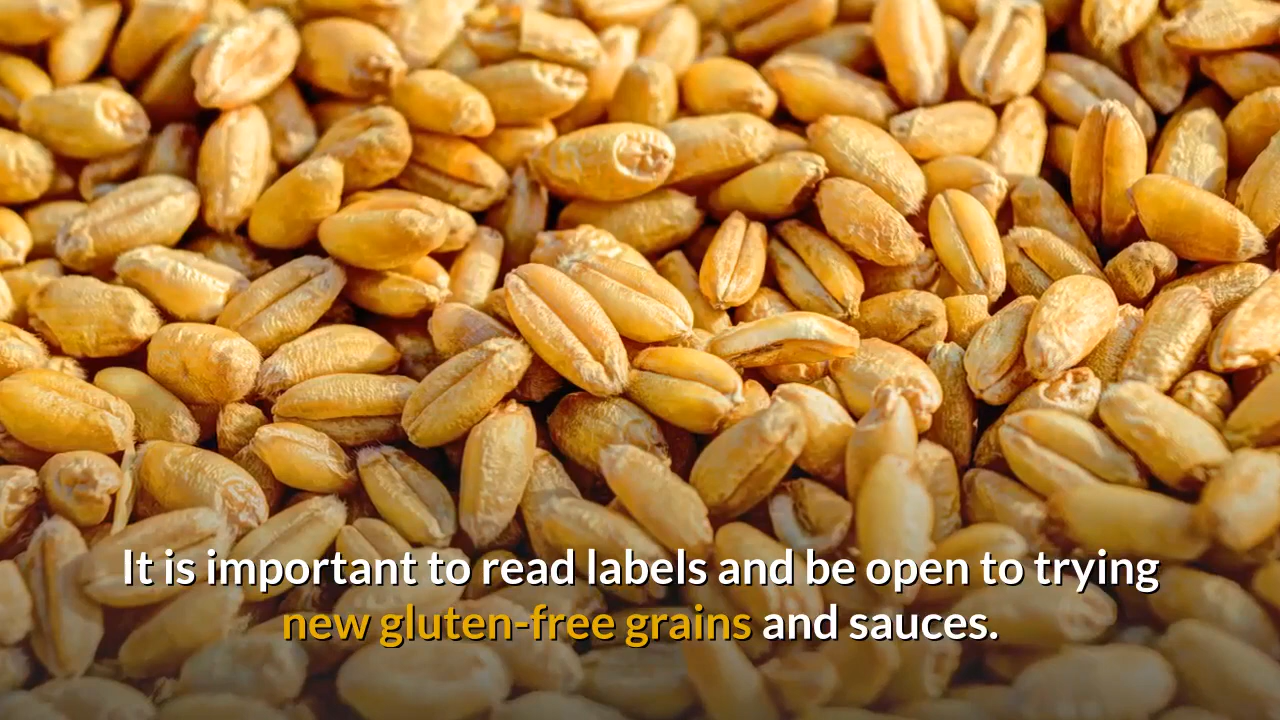 It is important to read labels and be open to trying
new gluten-free grains and sauces.